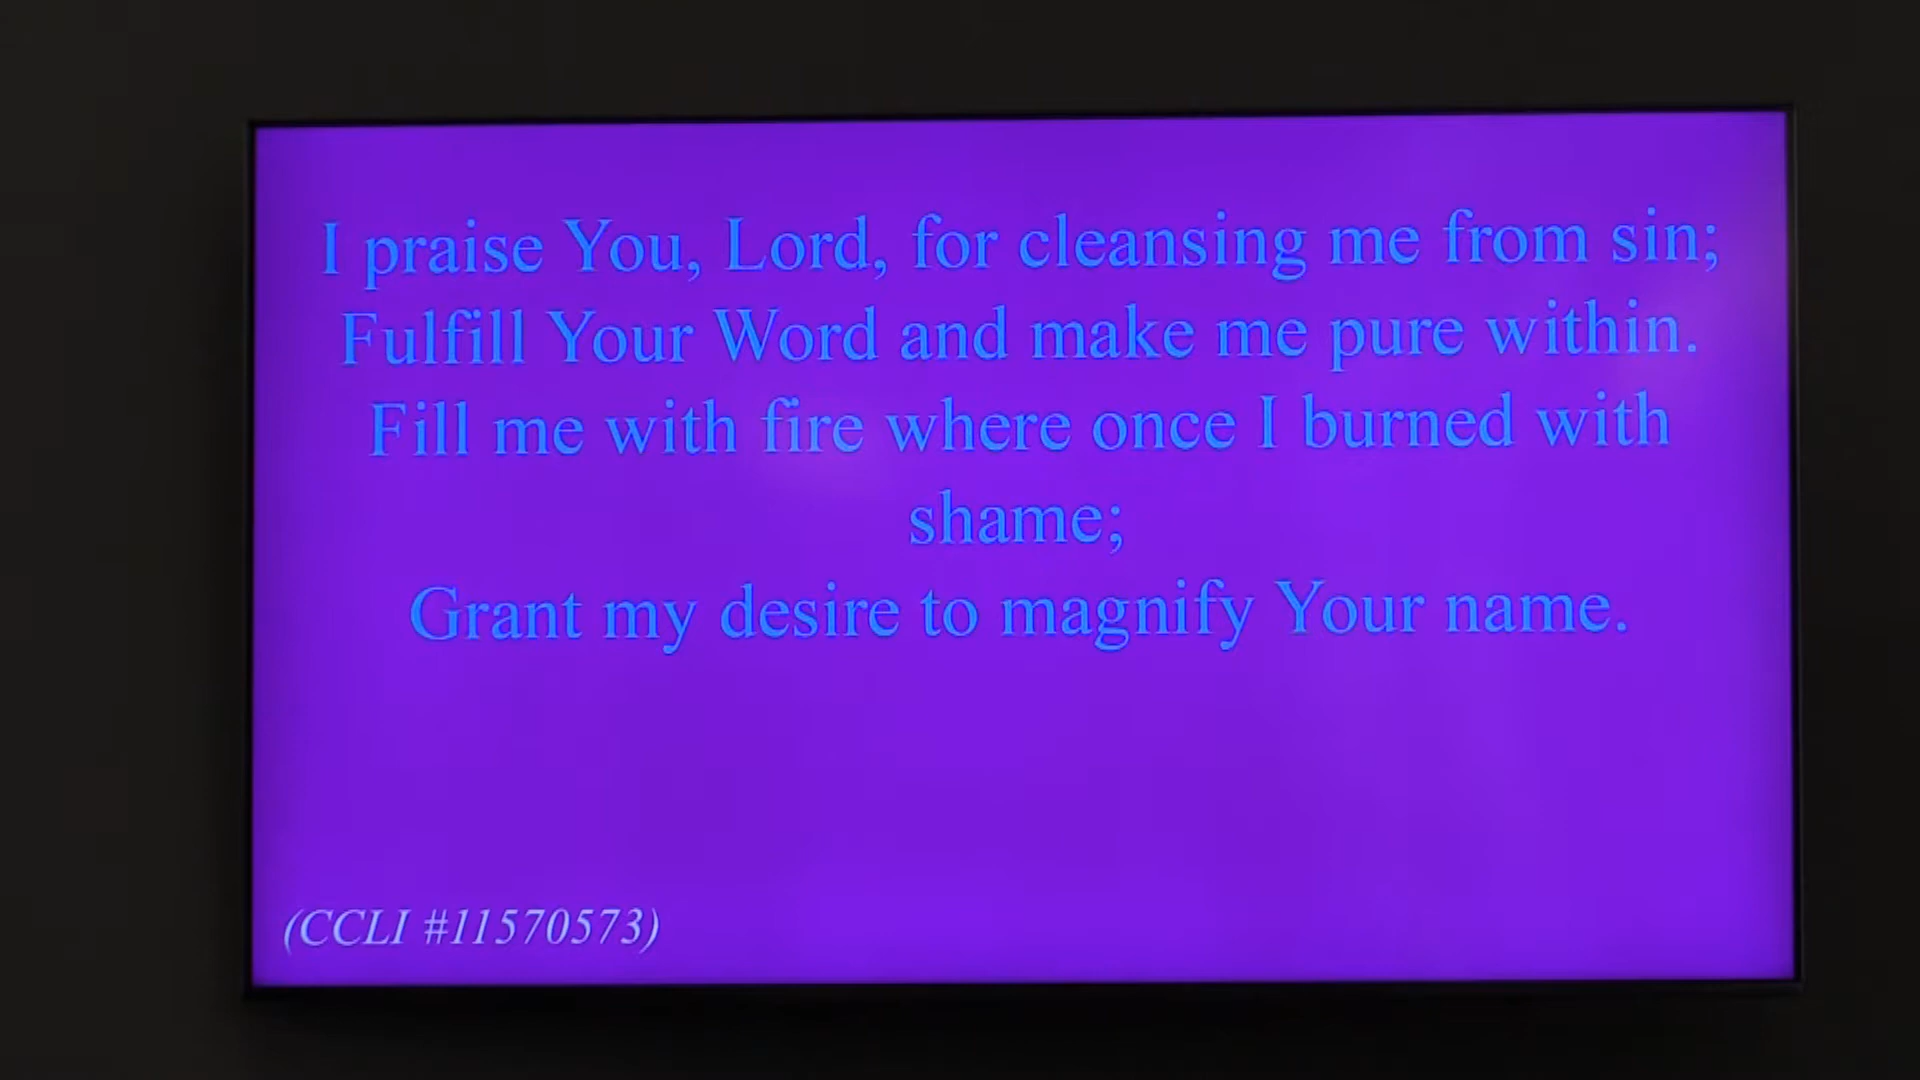 I praise You, Lord, for cleansing me from sin;
Fulfill Your Word and make me pure within.
Fill me with fire where once I burned with
shame;
Grant my desire to magnify Your name.
(CCLI #11570573)